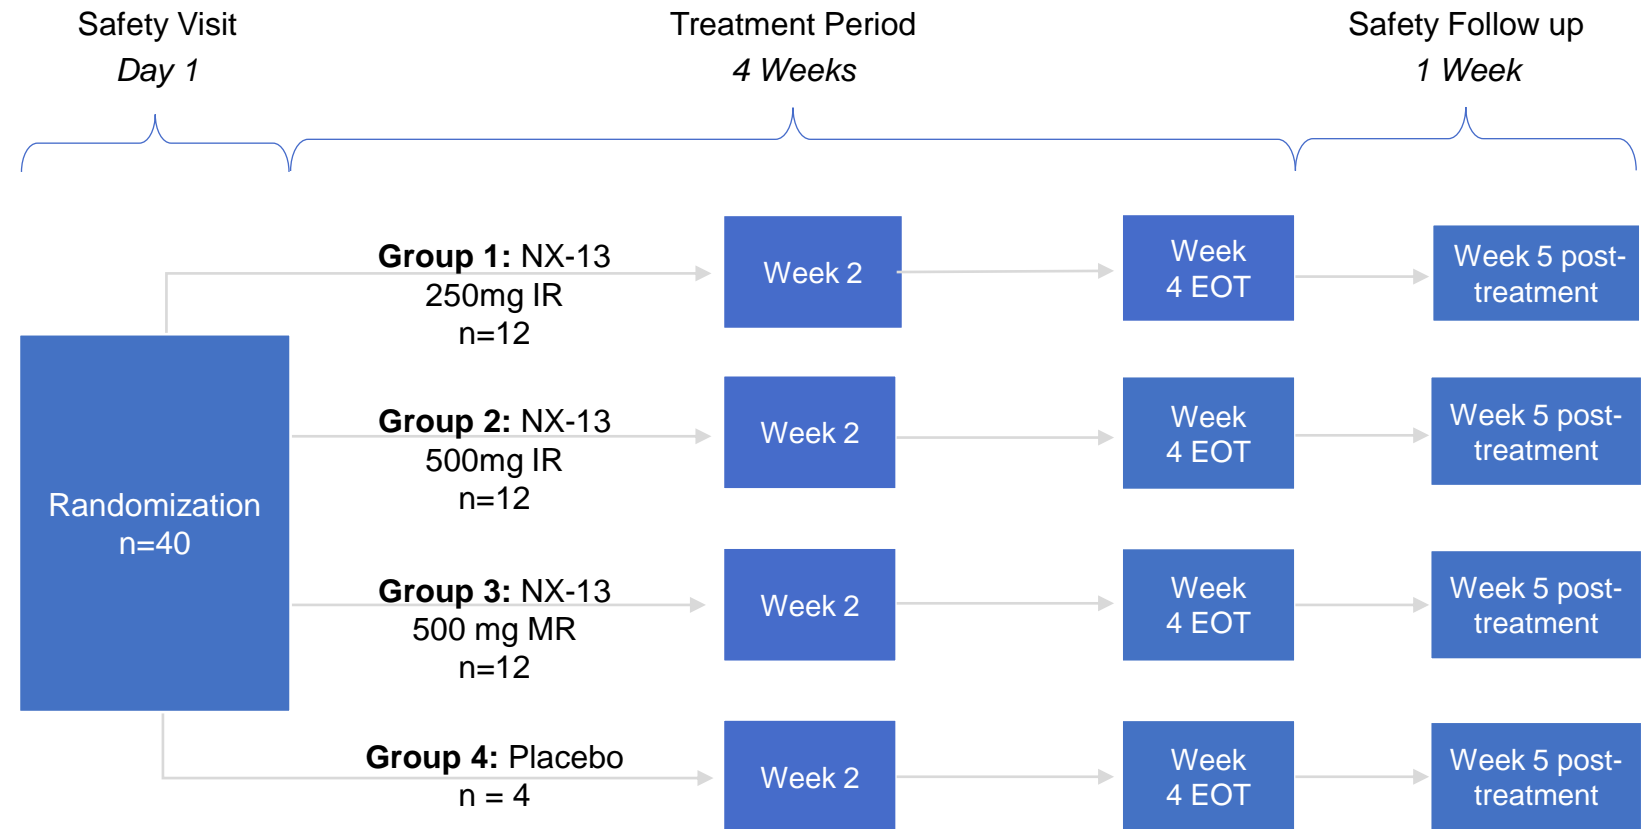 Safety Visit
Day 1
Treatment Period
4 Weeks
Safety Follow up
1 Week
Group 1: NX-13
250mg IR
n=12
Week 2
Week
4 EOT
Week 5 post-
treatment
Randomization
n=40
Group 2: NX-13
500mg IR
n=12
Week 2
Week
4 EOT
Week 5 post-
treatment
Group 3: NX-13
500 mg MR
n=12
Week 2
Week
4 EOT
Week 5 post-
treatment
Group 4: Placebo
n = 4
Week 2
Week
4 EOT
Week 5 post-
treatment